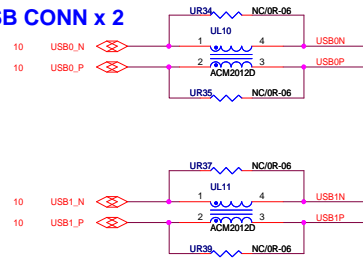 SB CONN x 2
UR34 NC/0R-06
UL10
10 USB0_N 1 4 USB0N
10 USB0_P 2 3 USB0P
ACM2012D
UR35 NC/0R-06
UR37 NC/0R-06
UL11
10 USB1_N 1 4 USB1N
10 USB1_P 2 3 USB1P
ACM2012D
UR39 NC/0R-06